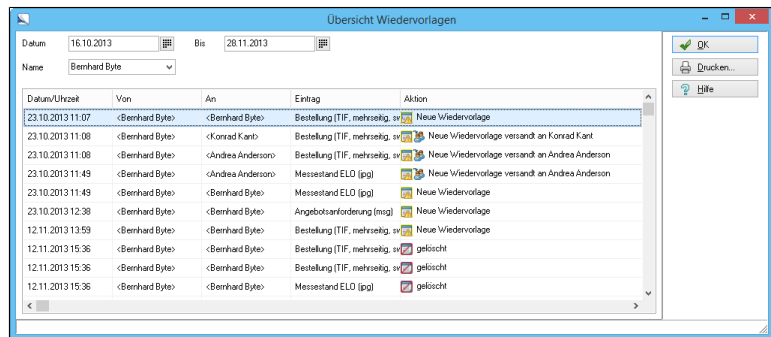 Übersicht Wiedervorlagen
Datum 16.10.2013 Bis 28.11.2013
Name Bernhard Byte
OK
Drucken...
Hilfe
Datum/Uhrzeit Von An Eintrag Aktion
23.10.2013 11:07 <Bernhard Byte> <Bernhard Byte> Bestellung (TIF, mehrseitig, sv Neue Wiedervorlage
23.10.2013 11:08 <Bernhard Byte> <Konrad Kant> Bestellung (TIF, mehrseitig, sv Neue Wiedervorlage versandt an Konrad Kant
23.10.2013 11:08 <Bernhard Byte> <Andrea Anderson> Bestellung (TIF, mehrseitig, sv Neue Wiedervorlage versandt an Andrea Anderson
23.10.2013 11:49 <Bernhard Byte> <Andrea Anderson> Messestand ELO (jpg) Neue Wiedervorlage versandt an Andrea Anderson
23.10.2013 11:49 <Bernhard Byte> <Bernhard Byte> Messestand ELO (jpg) Neue Wiedervorlage
23.10.2013 12:38 <Bernhard Byte> <Bernhard Byte> Angebotsanforderung (msg) Neue Wiedervorlage
12.11.2013 13:59 <Bernhard Byte> <Bernhard Byte> Bestellung (TIF, mehrseitig, sv Neue Wiedervorlage
12.11.2013 15:36 <Bernhard Byte> <Bernhard Byte> Bestellung (TIF, mehrseitig, sv gelöscht
12.11.2013 15:36 <Bernhard Byte> <Bernhard Byte> Bestellung (TIF, mehrseitig, sv gelöscht
12.11.2013 15:36 <Bernhard Byte> <Bernhard Byte> Messestand ELO (jpg) gelöscht